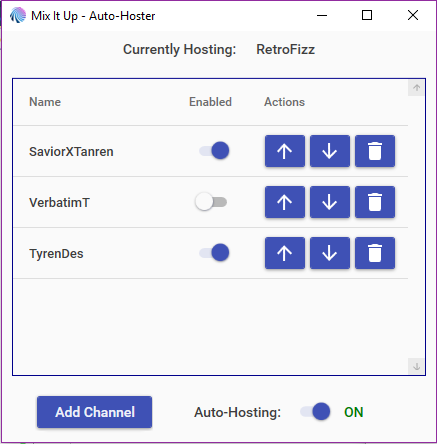 Mix It Up - Auto-Hoster
Currently Hosting: RetroFizz
Name Enabled Actions
SaviorXTanren
VerbatimT
TyrenDes
Add Channel Auto-Hosting: ON